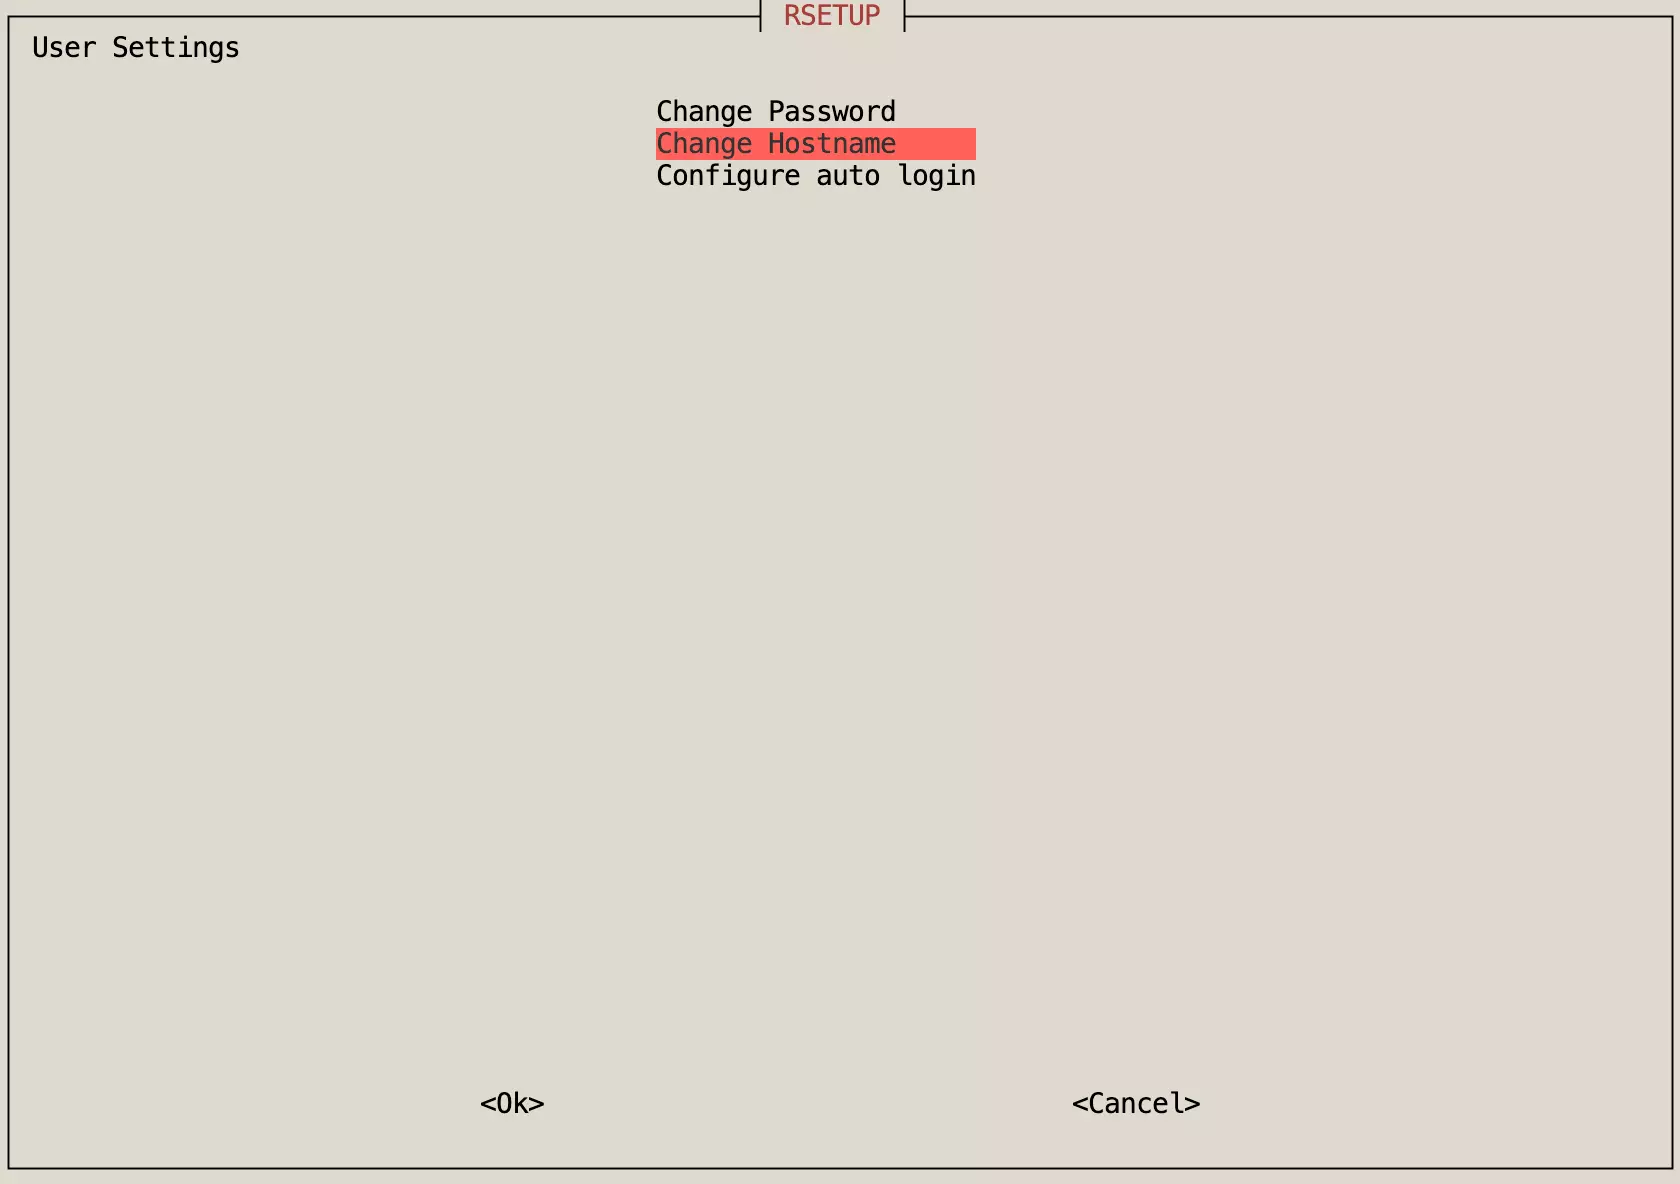 RSETUP
User Settings
Change Password
Change Hostname
Configure auto login
<Ok> <Cancel>